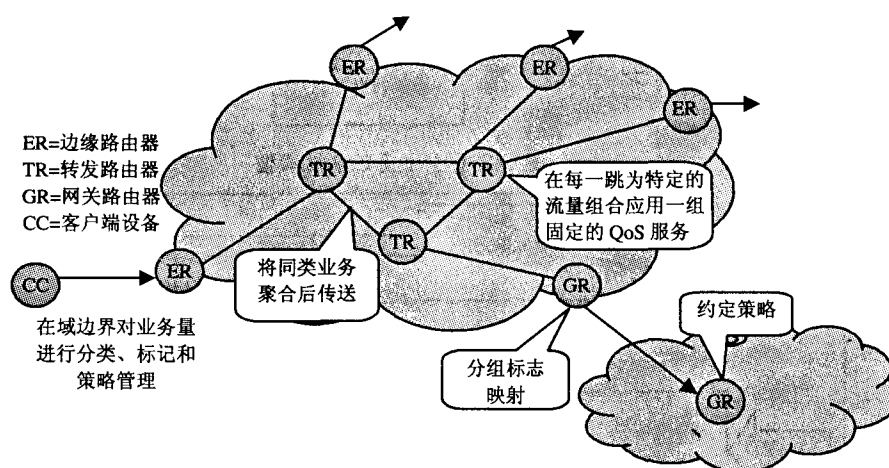 ER
ER
ER
ER=边缘路由器
TR=转发路由器
GR=网关路由器
CC=客户端设备
TR
TR
在每一跳为特定的
流量组合应用一组
固定的 QoS 服务
TR
CC
ER
将同类业务
聚合后传送
GR
在域边界对业务量
进行分类、标记和
策略管理
分组标志
映射
约定策略
GR